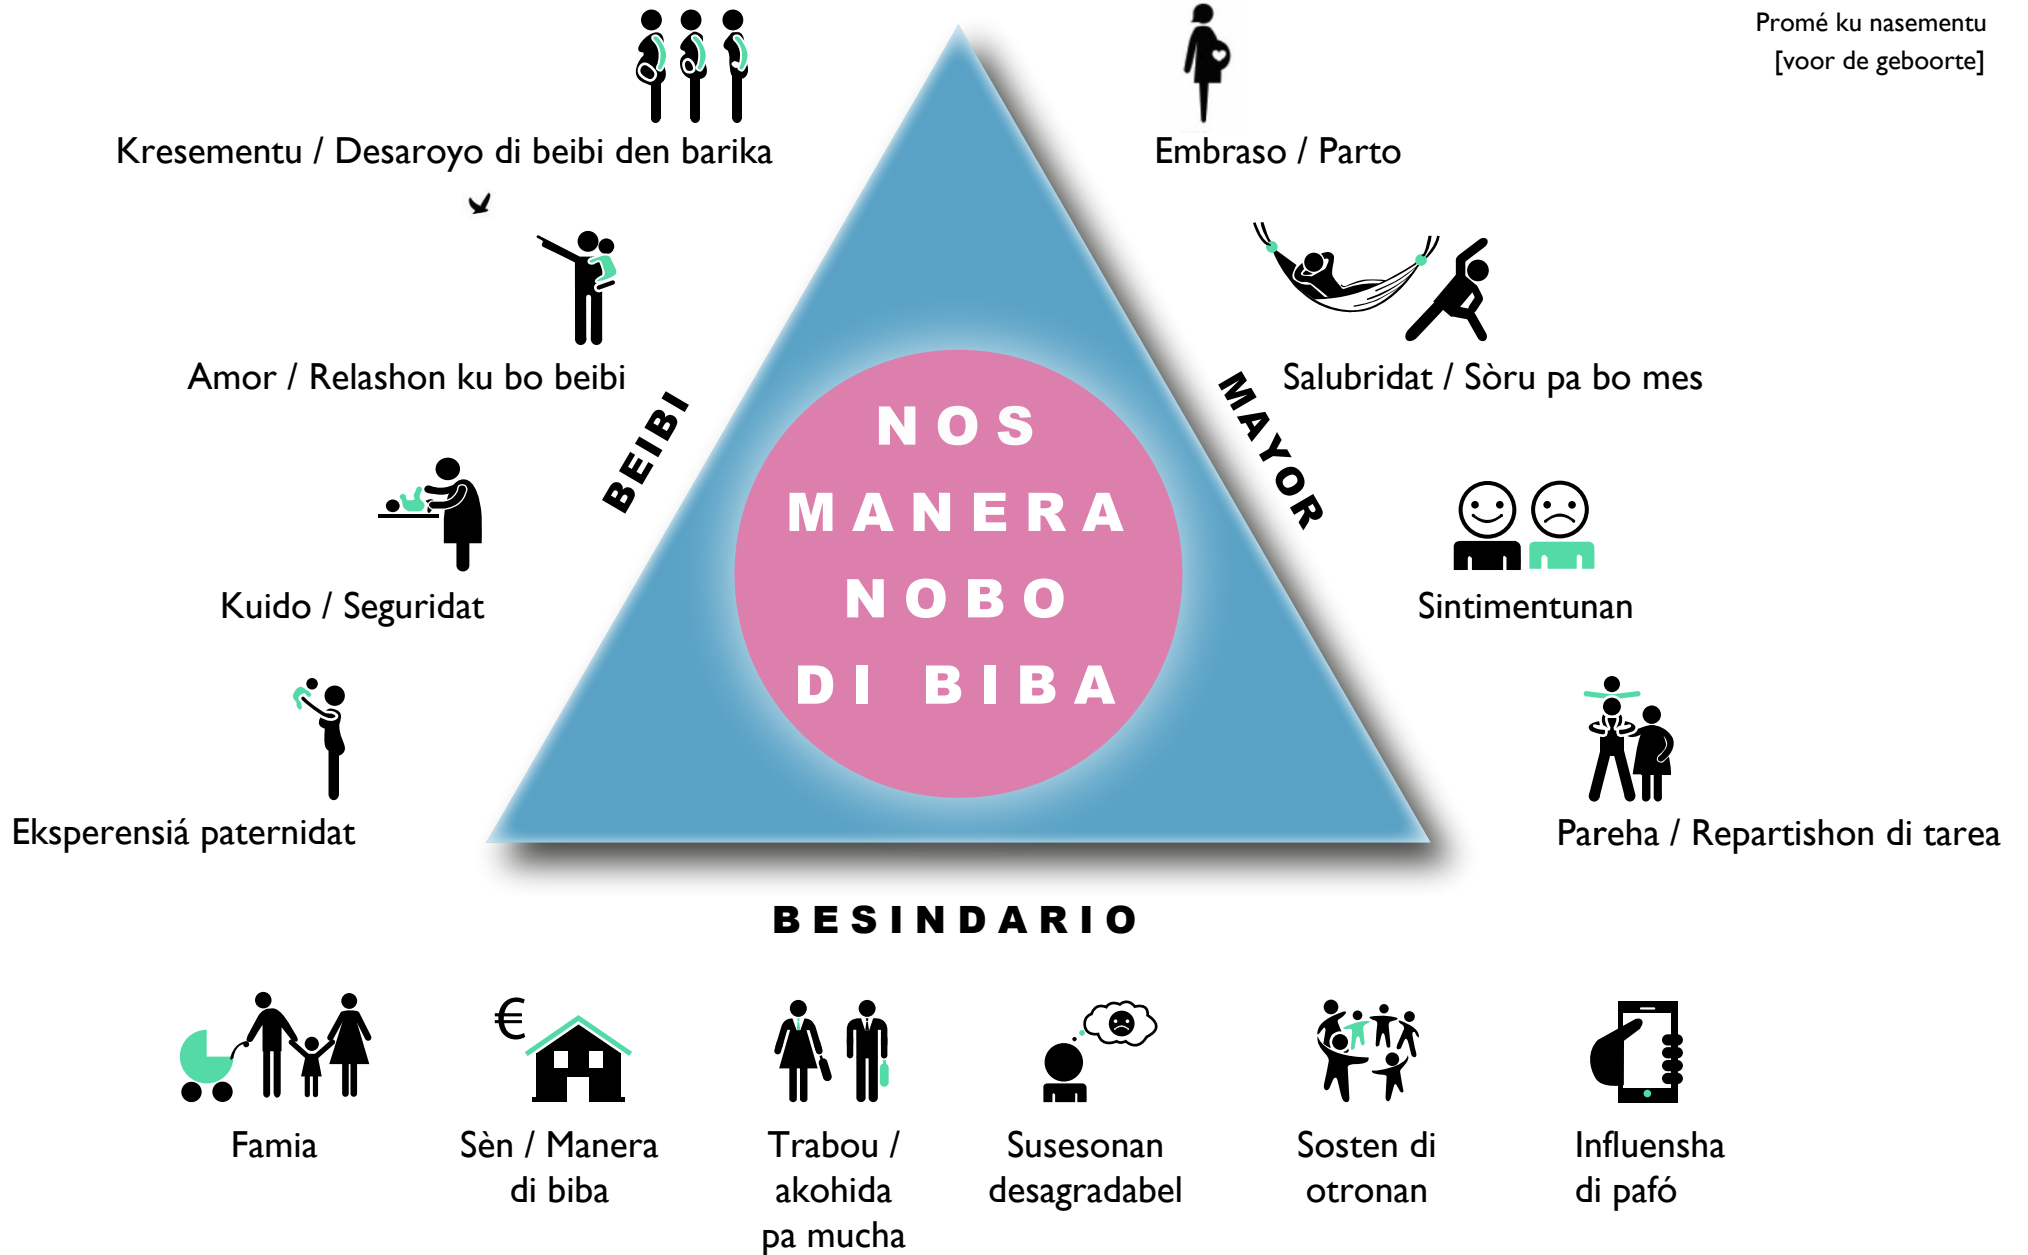 Promé ku nasementu
[voor de geboorte]
Kresementu / Desaroyo di beibi den barika
Embraso / Parto
Amor / Relashon ku bo beibi
Salubridat / Sòru pa bo mes
BEIBI
MAYOR
NOS
MANERA
NOBO
DI BIBA
Kuido / Seguridat
Sintimentunan
Eksperensiá paternidat
Pareha / Repartishon di tarea
BESINDARIO
€
Famia
Sèn / Manera
di biba
Trabou /
akohida
pa mucha
Susesonan
desagradabel
Sosten di
otronan
Influensha
di pafó